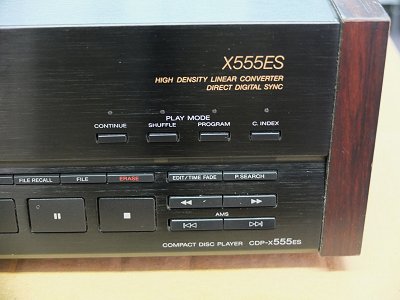 X555ES
HIGH DENSITY LINEAR CONVERTER
DIRECT DIGITAL SYNC
PLAY MODE
CONTINUE SHUFFLE PROGRAM C. INDEX
FILE RECALL FILE ERASE EDIT/TIME FADE P.SEARCH
AMS
COMPACT DISC PLAYER CDP-X555ES